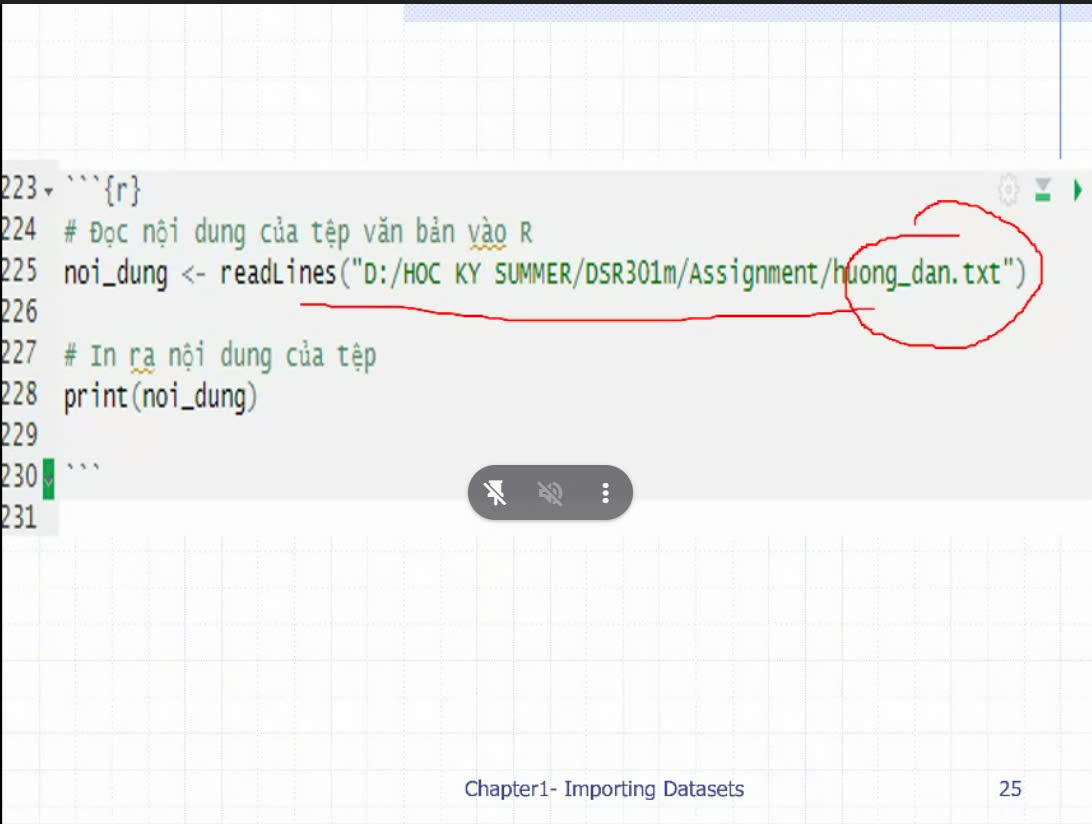 223 ```{r}
224 # Đọc nội dung của tệp văn bản vào R
225 noi_dung <- readLines("D:/HOC KY SUMMER/DSR301m/Assignment/huong_dan.txt")
226
227 # In ra nội dung của tệp
228 print(noi_dung)
229
230 ```
231
Chapter1- Importing Datasets 25